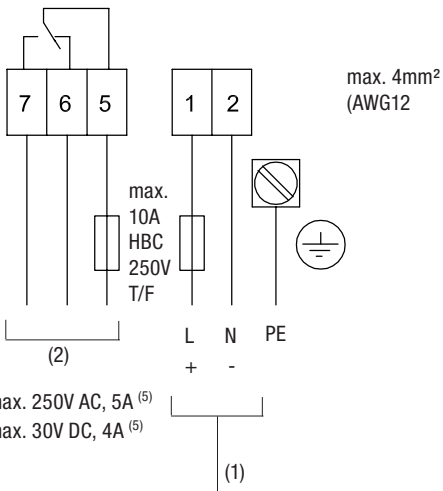 7 6 5 1 2
max. 4mm²
(AWG12
max.
10A
HBC
250V
T/F
L N PE
+ -
(2)
max. 250V AC, 5A (5)
max. 30V DC, 4A (5)
(1)